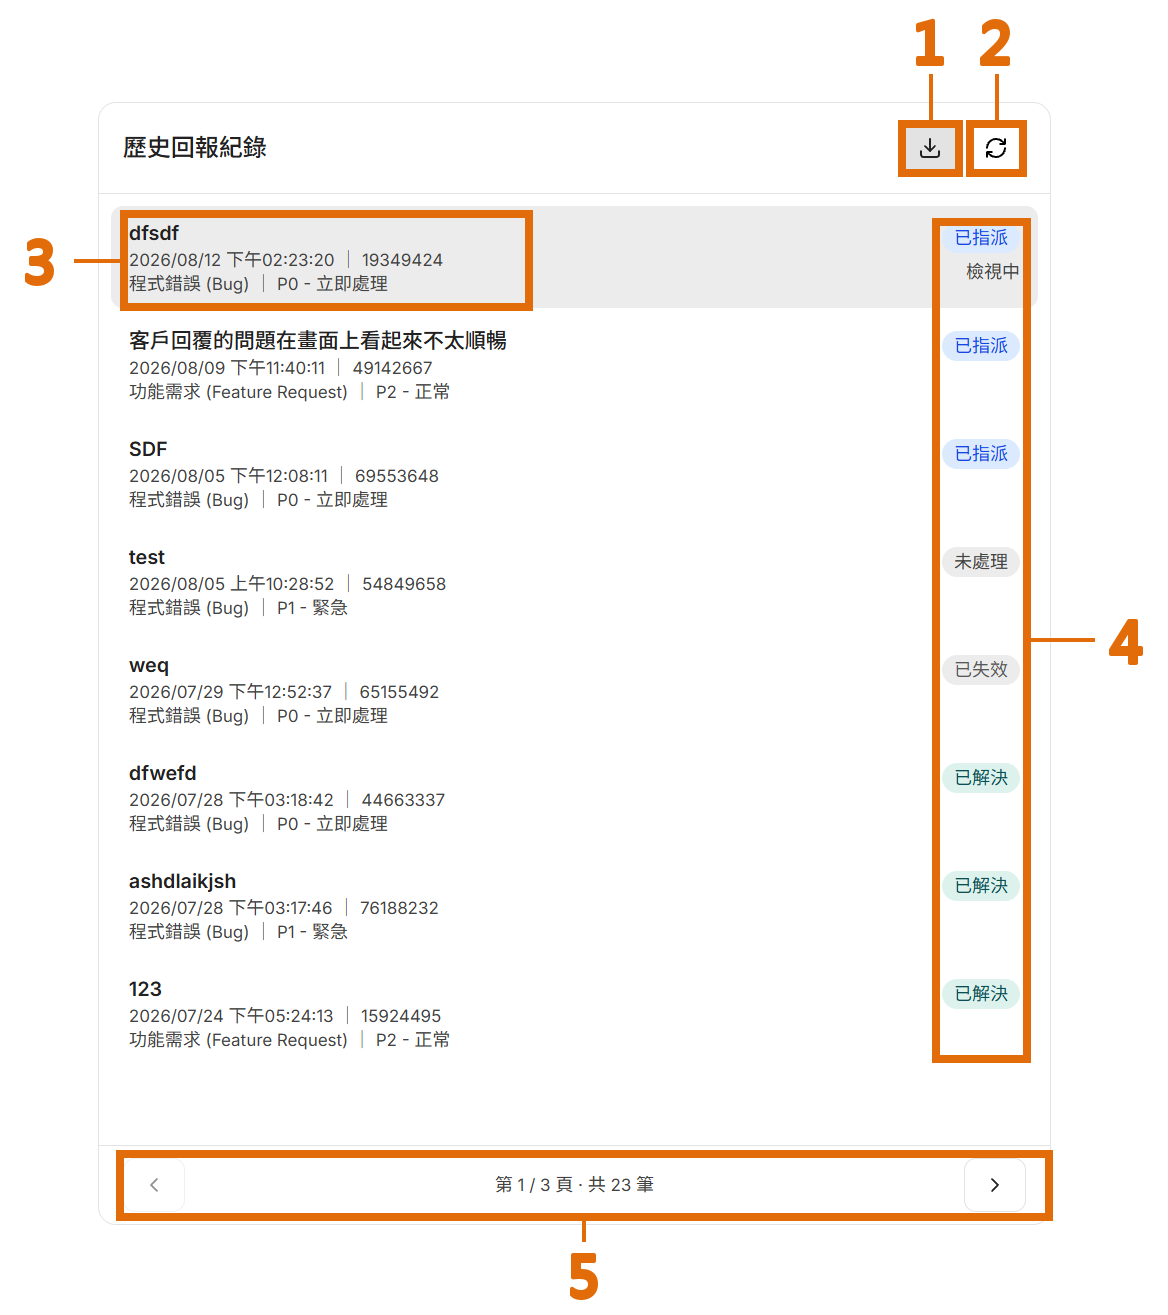 1 2
歷史回報紀錄
3
dfsdf
已指派
2026/08/12 下午02:23:20 | 19349424
檢視中
程式錯誤 (Bug) | P0 - 立即處理
客戶回覆的問題在畫面上看起來不太順暢
已指派
2026/08/09 下午11:40:11 | 49142667
功能需求 (Feature Request) | P2 - 正常
SDF
已指派
2026/08/05 下午12:08:11 | 69553648
程式錯誤 (Bug) | P0 - 立即處理
test
未處理
2026/08/05 上午10:28:52 | 54849658
程式錯誤 (Bug) | P1 - 緊急
4
weq
已失效
2026/07/29 下午12:52:37 | 65155492
程式錯誤 (Bug) | P0 - 立即處理
dfwefd
已解決
2026/07/28 下午03:18:42 | 44663337
程式錯誤 (Bug) | P0 - 立即處理
ashdlaikjsh
已解決
2026/07/28 下午03:17:46 | 76188232
程式錯誤 (Bug) | P1 - 緊急
123
已解決
2026/07/24 下午05:24:13 | 15924495
功能需求 (Feature Request) | P2 - 正常
第 1 / 3 頁 · 共 23 筆
5